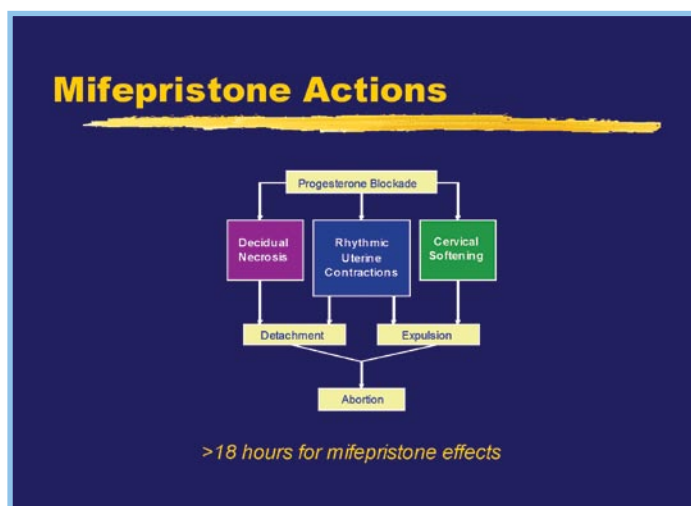 Mifepristone Actions
Progesterone Blockade
Decidual
Necrosis
Rhythmic
Uterine
Contractions
Cervical
Softening
Detachment
Expulsion
Abortion
>18 hours for mifepristone effects